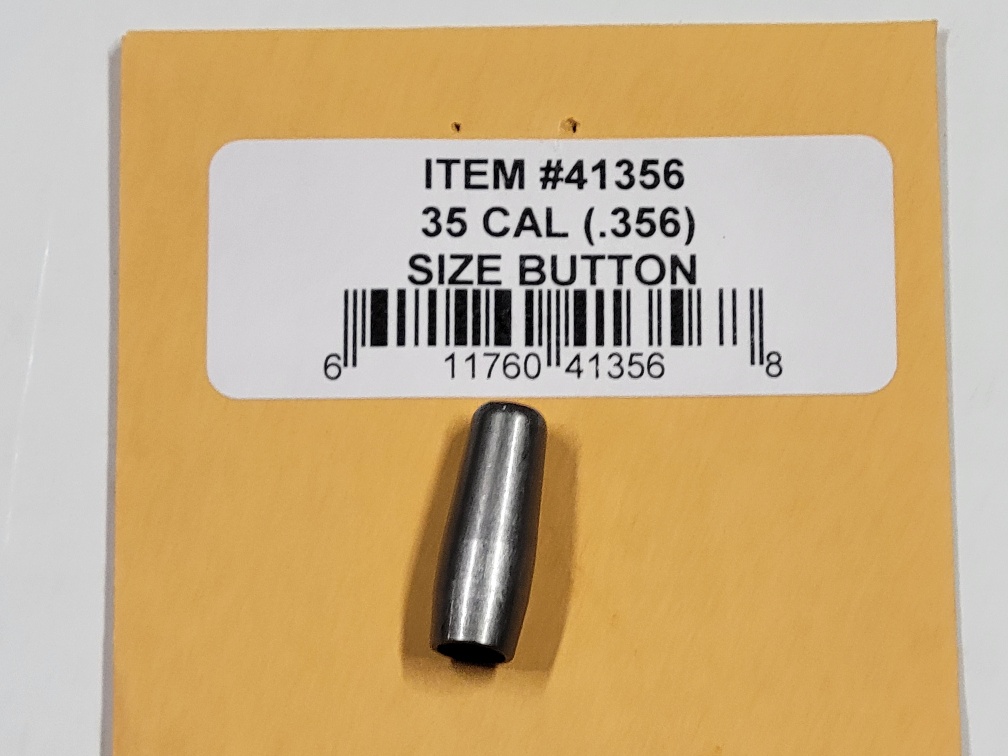 ITEM #41356
35 CAL (.356)
SIZE BUTTON
6 11760 41356 8